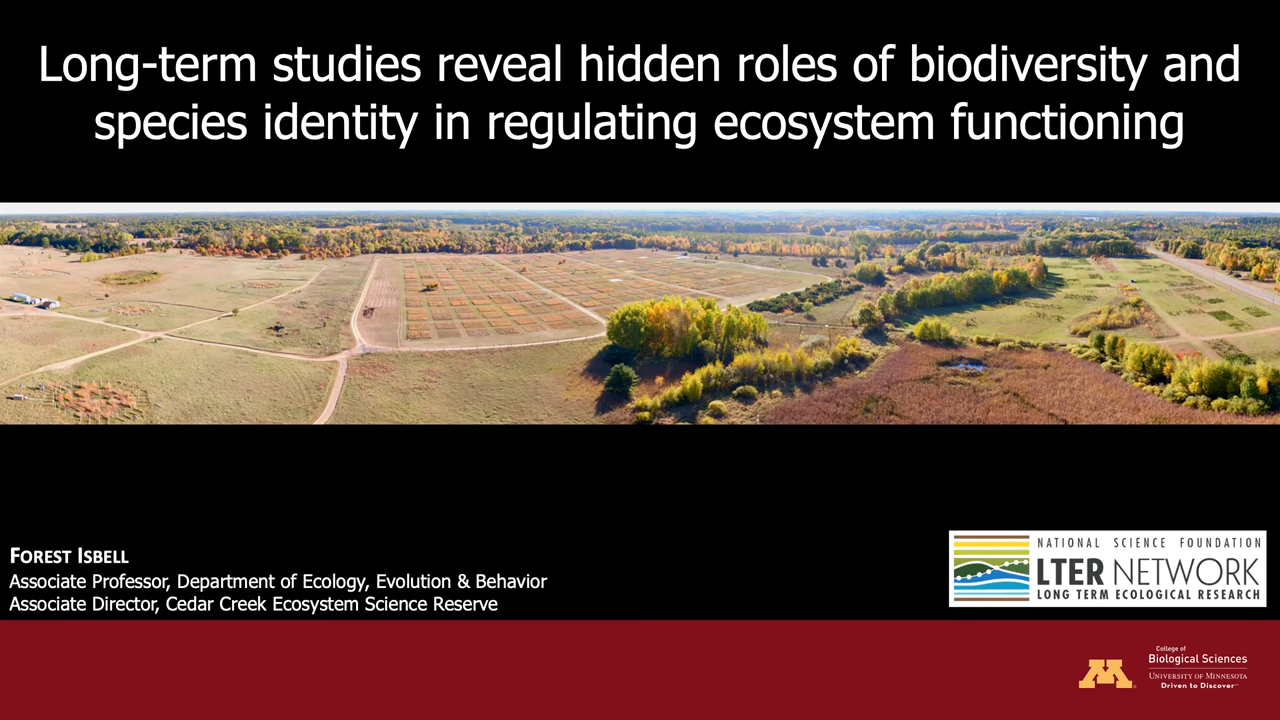 Long-term studies reveal hidden roles of biodiversity and
species identity in regulating ecosystem functioning
FOREST ISBELL
Associate Professor, Department of Ecology, Evolution & Behavior
Associate Director, Cedar Creek Ecosystem Science Reserve
NATIONAL SCIENCE FOUNDATION
LTER NETWORK
LONG TERM ECOLOGICAL RESEARCH
M
College of
Biological Sciences
UNIVERSITY OF MINNESOTA
Driven to Discover